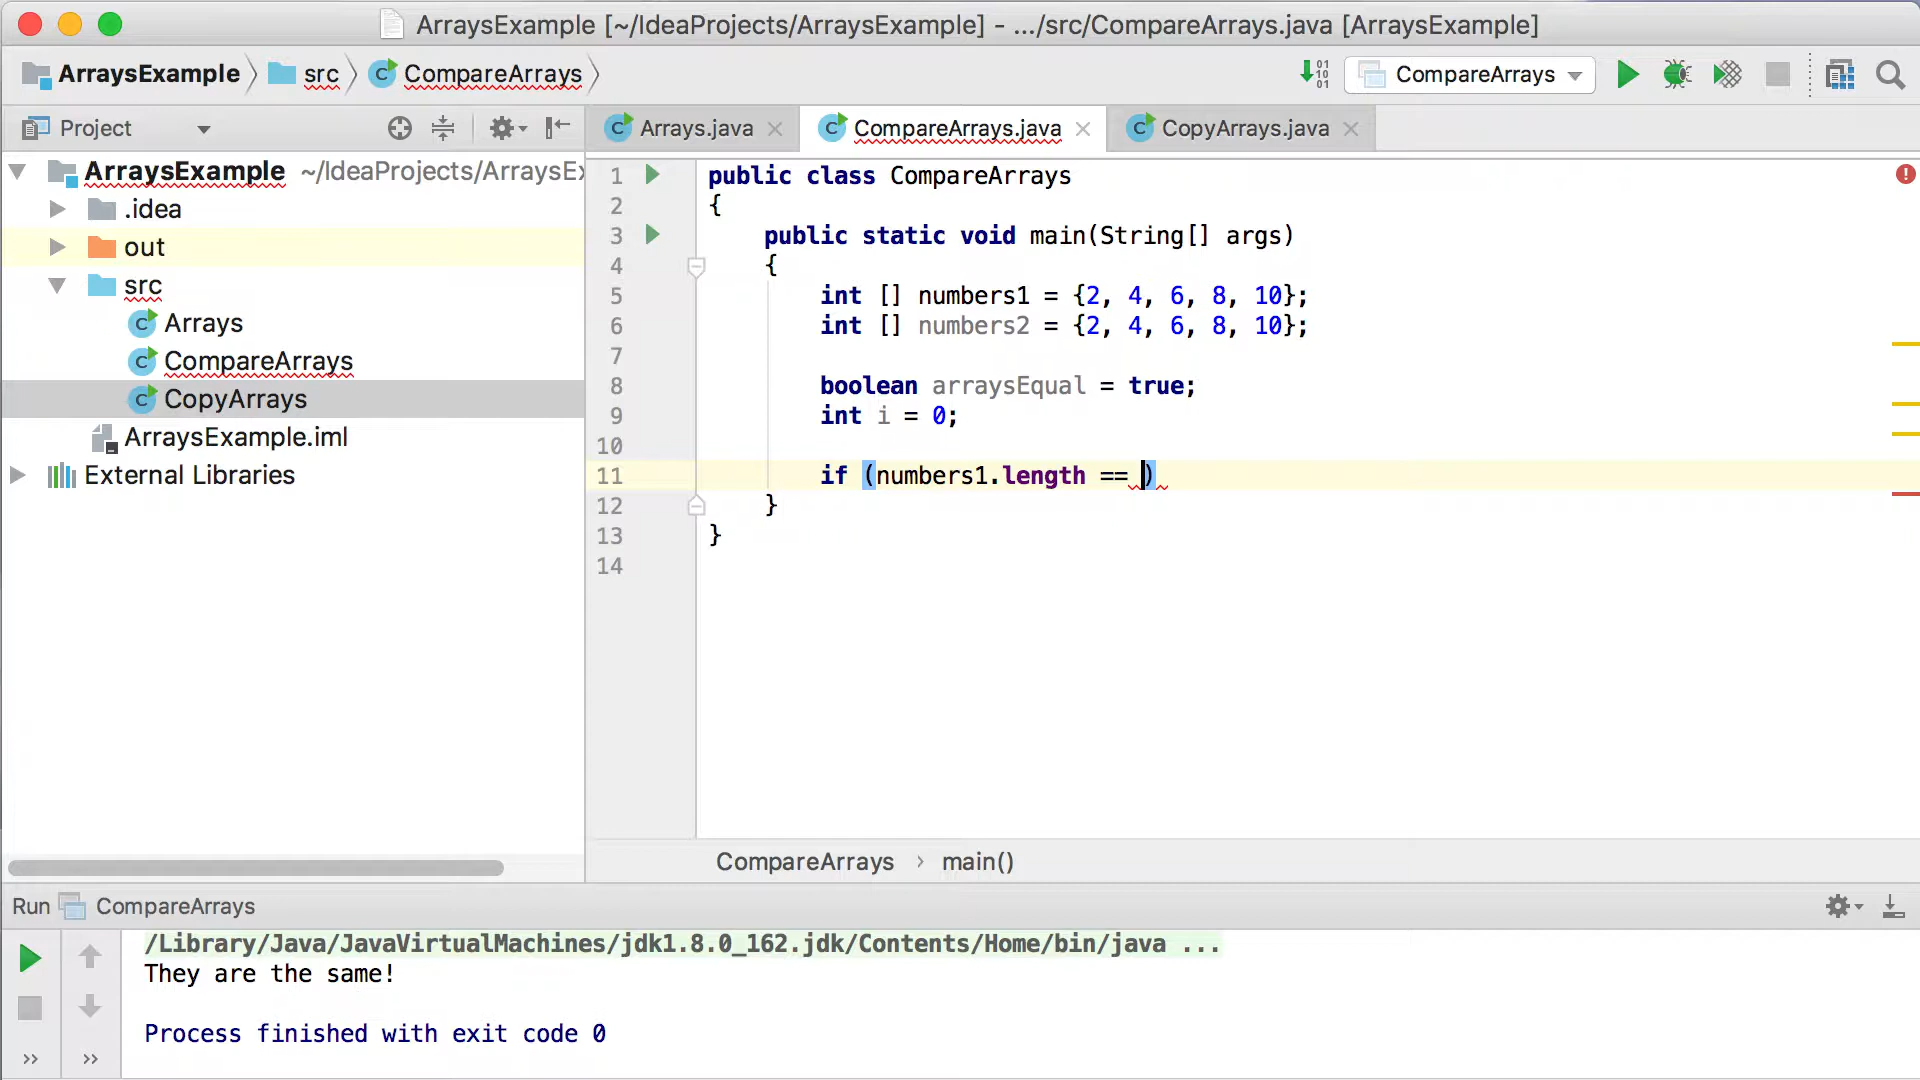 ArraysExample [~/IdeaProjects/ArraysExample] - .../src/CompareArrays.java [ArraysExample]
ArraysExample src CompareArrays
CompareArrays
Project
Arrays.java CompareArrays.java CopyArrays.java
ArraysExample ~/IdeaProjects/ArraysEx
.idea
out
src
Arrays
CompareArrays
CopyArrays
ArraysExample.iml
External Libraries
1 public class CompareArrays
2 {
3 public static void main(String[] args)
4 {
5 int [] numbers1 = {2, 4, 6, 8, 10};
6 int [] numbers2 = {2, 4, 6, 8, 10};
7
8 boolean arraysEqual = true;
9 int i = 0;
10
11 if (numbers1.length == )
12 }
13 }
14
CompareArrays › main()
Run CompareArrays
/Library/Java/JavaVirtualMachines/jdk1.8.0_162.jdk/Contents/Home/bin/java ...
They are the same!
Process finished with exit code 0